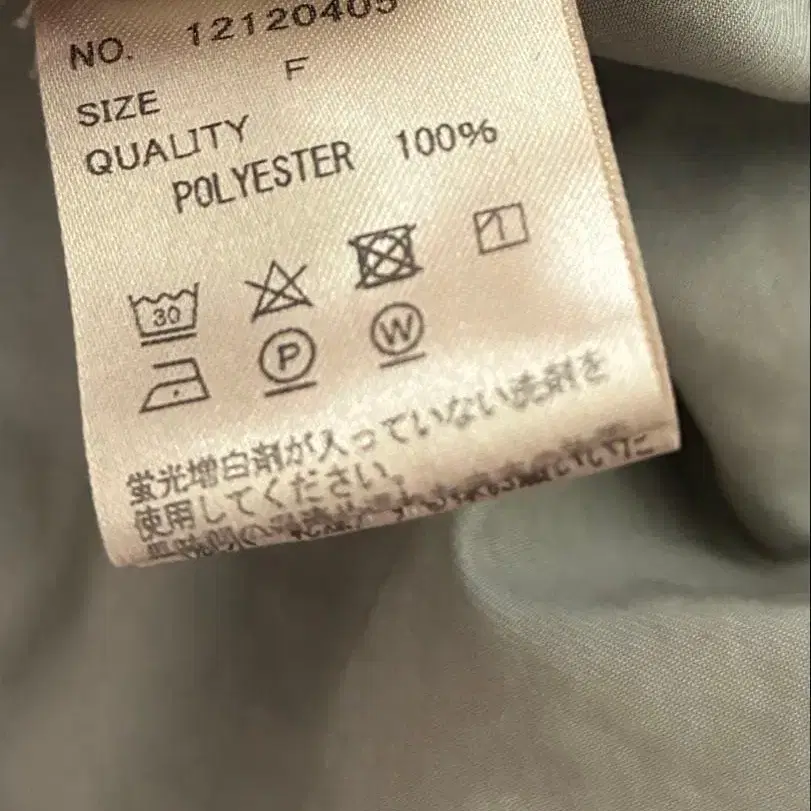 NO. 12120405
SIZE F
QUALITY
POLYESTER 100%
30
P W
蛍光増白剤が入っていない洗剤を
使用してください。